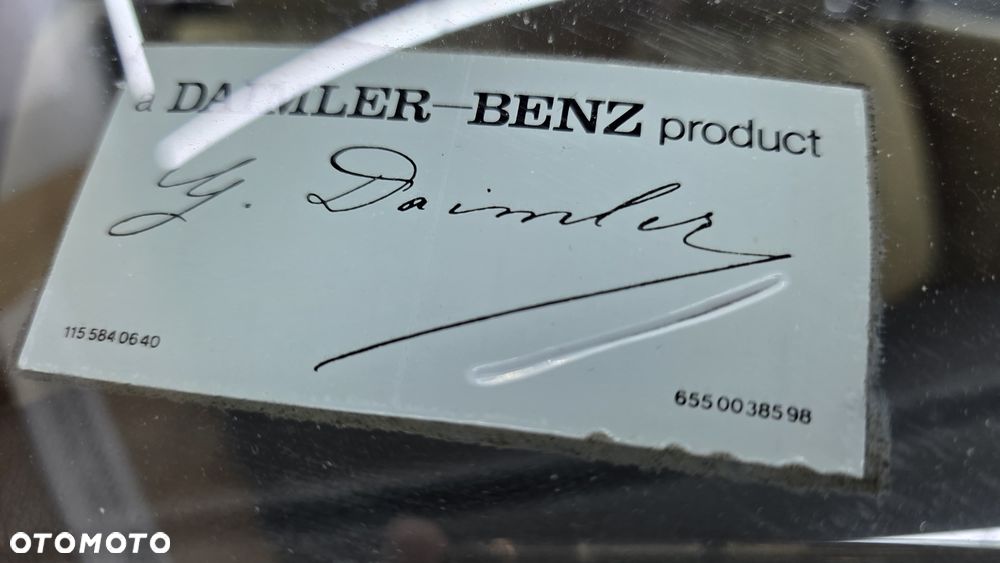 a DAIMLER–BENZ product
G. Daimler
115 584 06 40
655 00 385 98
OTOMOTO